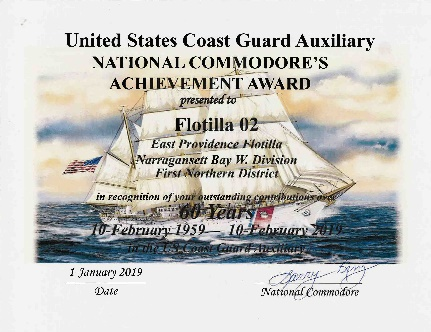 United States Coast Guard Auxiliary
NATIONAL COMMODORE'S
ACHIEVEMENT AWARD
presented to
Flotilla 02
East Providence Flotilla
Narragansett Bay W. Division
First Northern District
in recognition of your outstanding contributions over
60 Years
10-February 1959— 10-February 2019
in the US Coast Guard Auxiliary
1 January 2019
Date
National Commodore